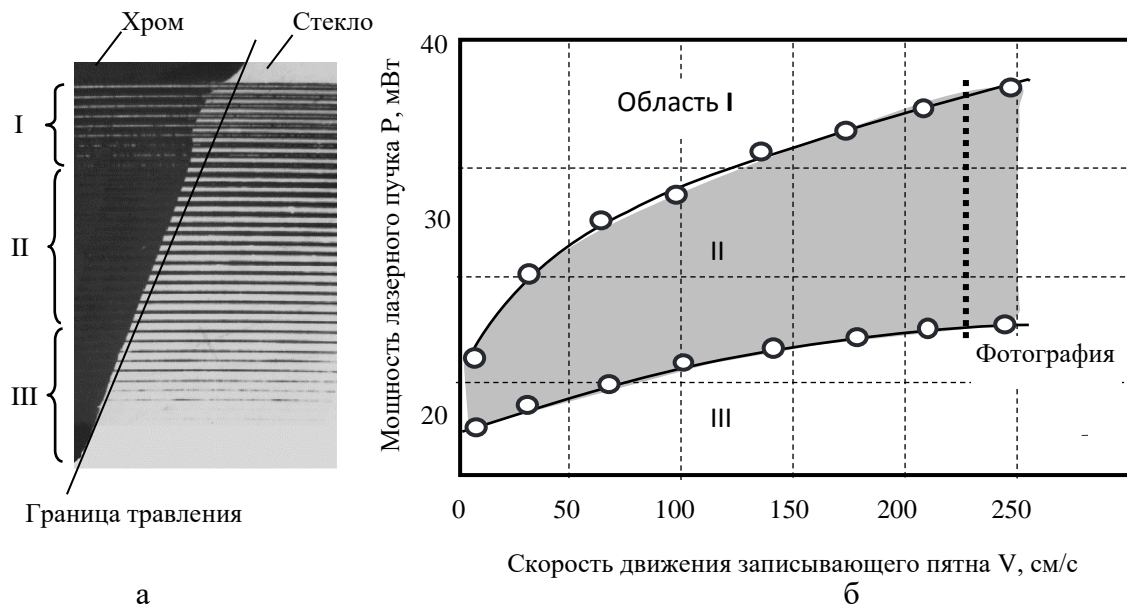 Хром
Стекло
I
II
III
Граница травления
а
Мощность лазерного пучка P, мВт
40
30
20
Область I
II
III
Фотография
0 50 100 150 200 250
Скорость движения записывающего пятна V, см/с
б